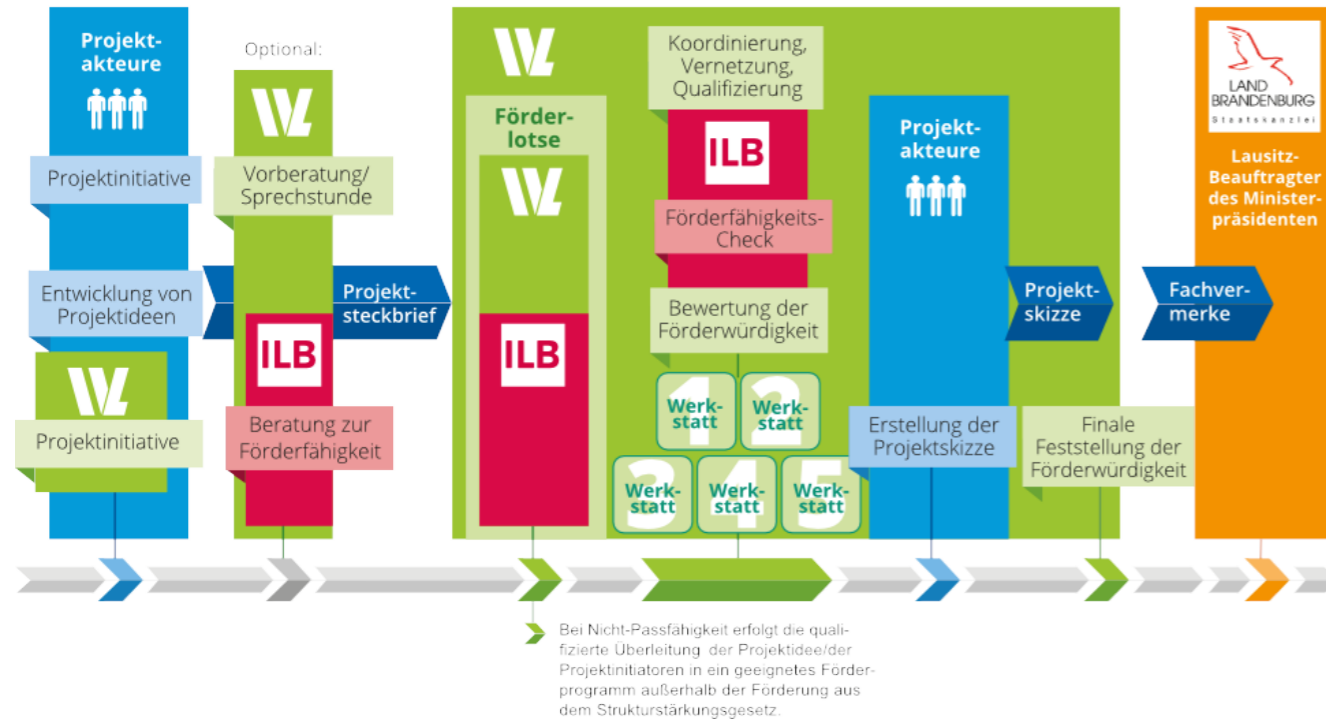 Projekt-
akteure
Projektinitiative
Entwicklung von
Projektideen
WL
Projektinitiative
Optional:
WL
Vorberatung/
Sprechstunde
Projekt-
steckbrief
ILB
Beratung zur
Förderfähigkeit
WL
Förder-
lotse
WL
ILB
Koordinierung,
Vernetzung,
Qualifizierung
ILB
Förderfähigkeits-
Check
Bewertung der
Förderwürdigkeit
1
Werk-
statt
2
Werk-
statt
3
Werk-
statt
4
Werk-
statt
5
Werk-
statt
Projekt-
akteure
Erstellung der
Projektskizze
Projekt-
skizze
Finale
Feststellung der
Förderwürdigkeit
Fachver-
merke
LAND
BRANDENBURG
Staatskanzlei
Lausitz-
Beauftragter
des Minister-
präsidenten
Bei Nicht-Passfähigkeit erfolgt die quali-
fizierte Überleitung der Projektidee/der
Projektinitiatoren in ein geeignetes Förder-
programm außerhalb der Förderung aus
dem Strukturstärkungsgesetz.